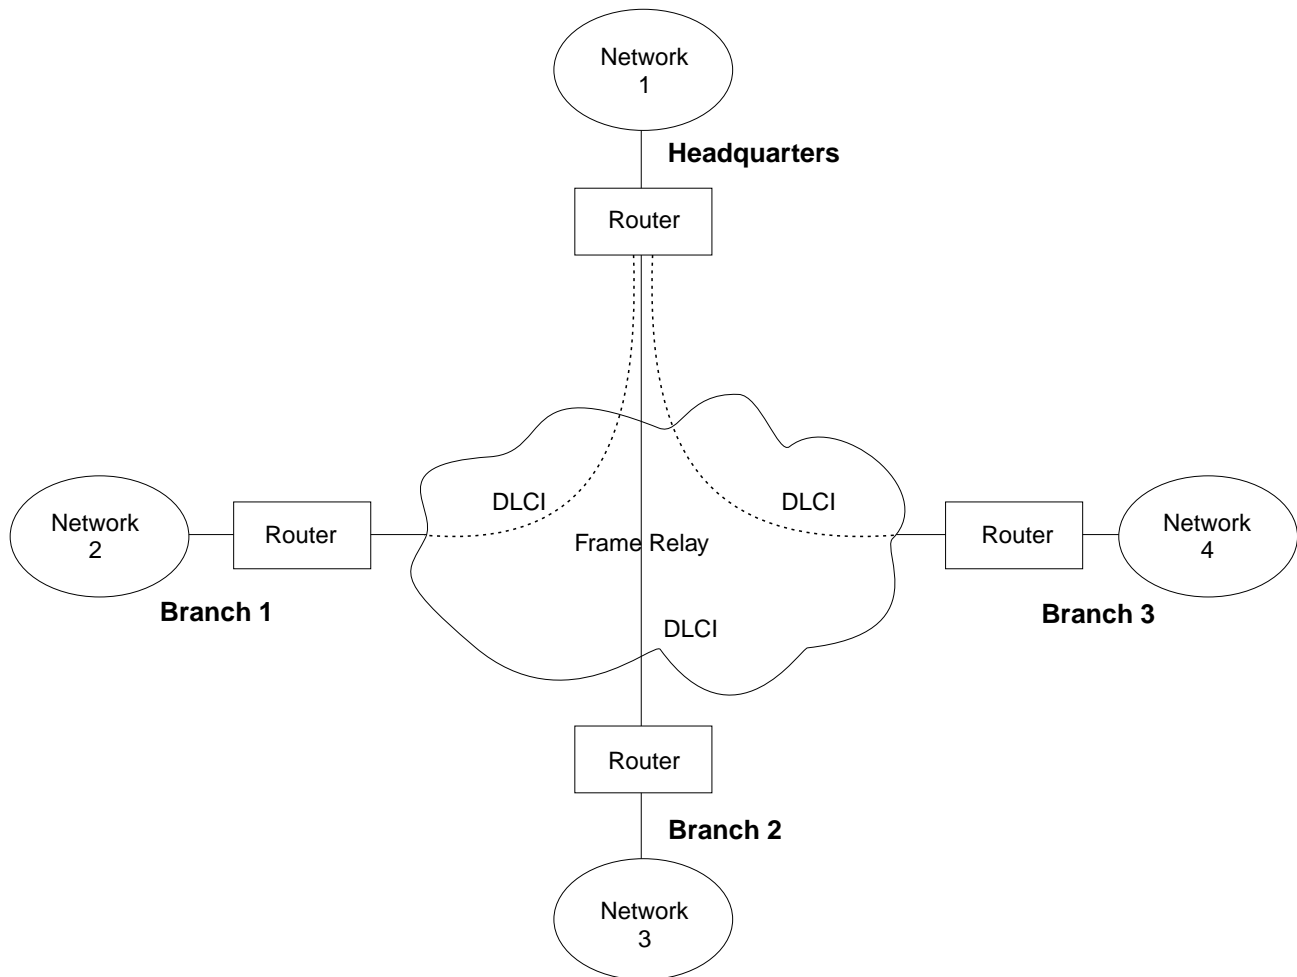 Network
1
Headquarters
Router
DLCI
DLCI
Network
2
Router
Frame Relay
Router
Network
4
Branch 1
Branch 3
DLCI
Router
Branch 2
Network
3